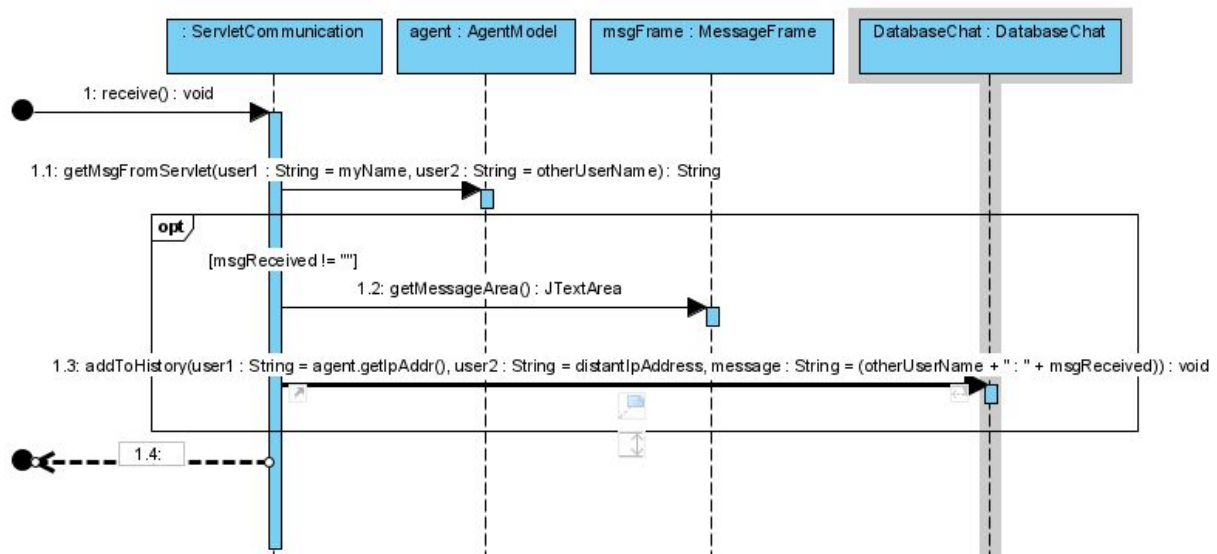 : ServletCommunication
agent : AgentModel
msgFrame : MessageFrame
DatabaseChat : DatabaseChat
1: receive() : void
1.1: getMsgFromServlet(user1 : String = myName, user2 : String = otherUserName) : String
opt
[msgReceived != ""]
1.2: getMessageArea() : JTextArea
1.3: addToHistory(user1 : String = agent.getIpAddr(), user2 : String = distantIpAddress, message : String = (otherUserName + " : " + msgReceived)) : void
1.4: